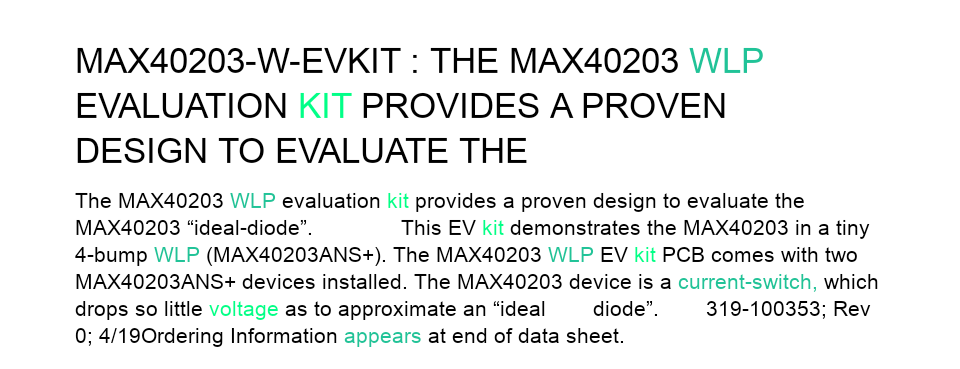 MAX40203-W-EVKIT : THE MAX40203 WLP
EVALUATION KIT PROVIDES A PROVEN
DESIGN TO EVALUATE THE
The MAX40203 WLP evaluation kit provides a proven design to evaluate the
MAX40203 “ideal-diode”. This EV kit demonstrates the MAX40203 in a tiny
4-bump WLP (MAX40203ANS+). The MAX40203 WLP EV kit PCB comes with two
MAX40203ANS+ devices installed. The MAX40203 device is a current-switch, which
drops so little voltage as to approximate an “ideal diode”. 319-100353; Rev
0; 4/19Ordering Information appears at end of data sheet.